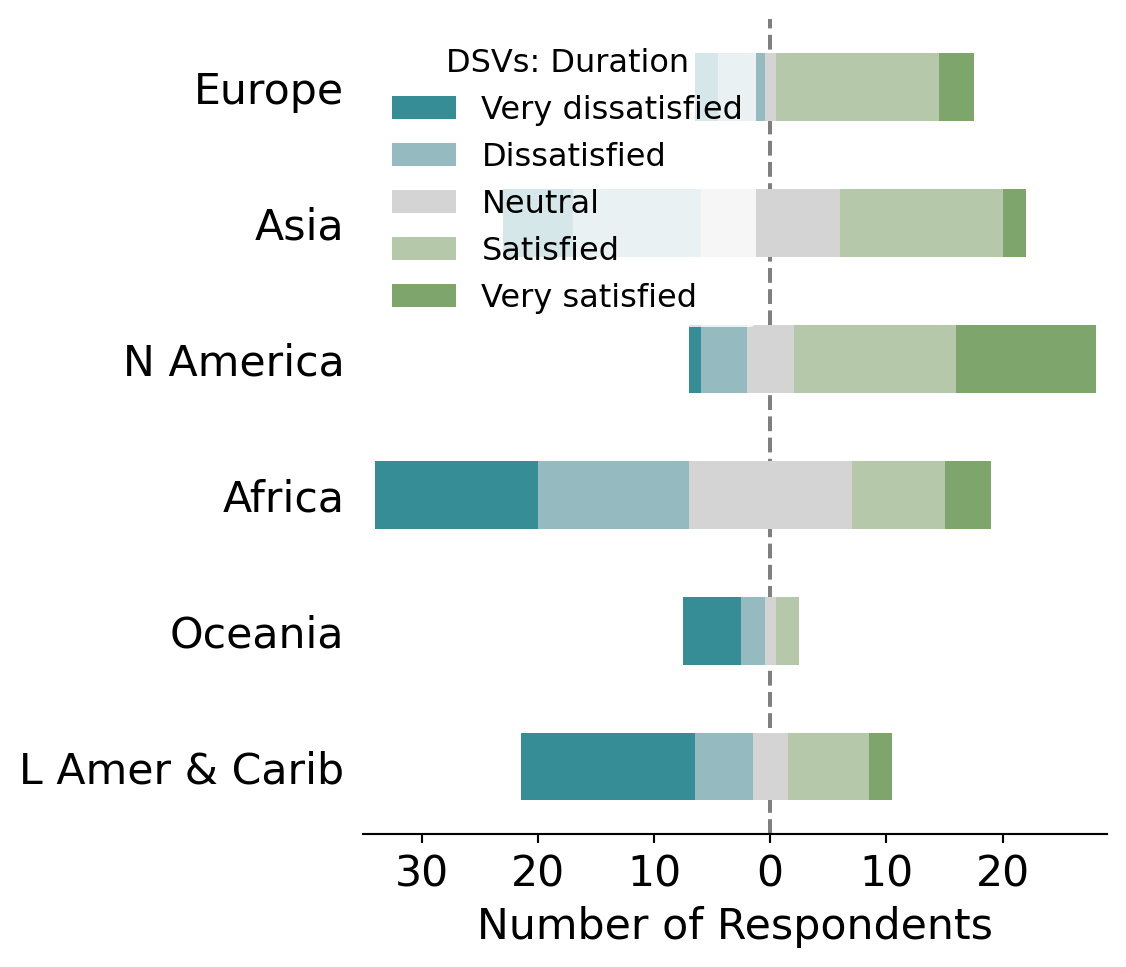 DSVs: Duration
Very dissatisfied
Dissatisfied
Neutral
Satisfied
Very satisfied
Europe
Asia
N America
Africa
Oceania
L Amer & Carib
30 20 10 0 10 20
Number of Respondents